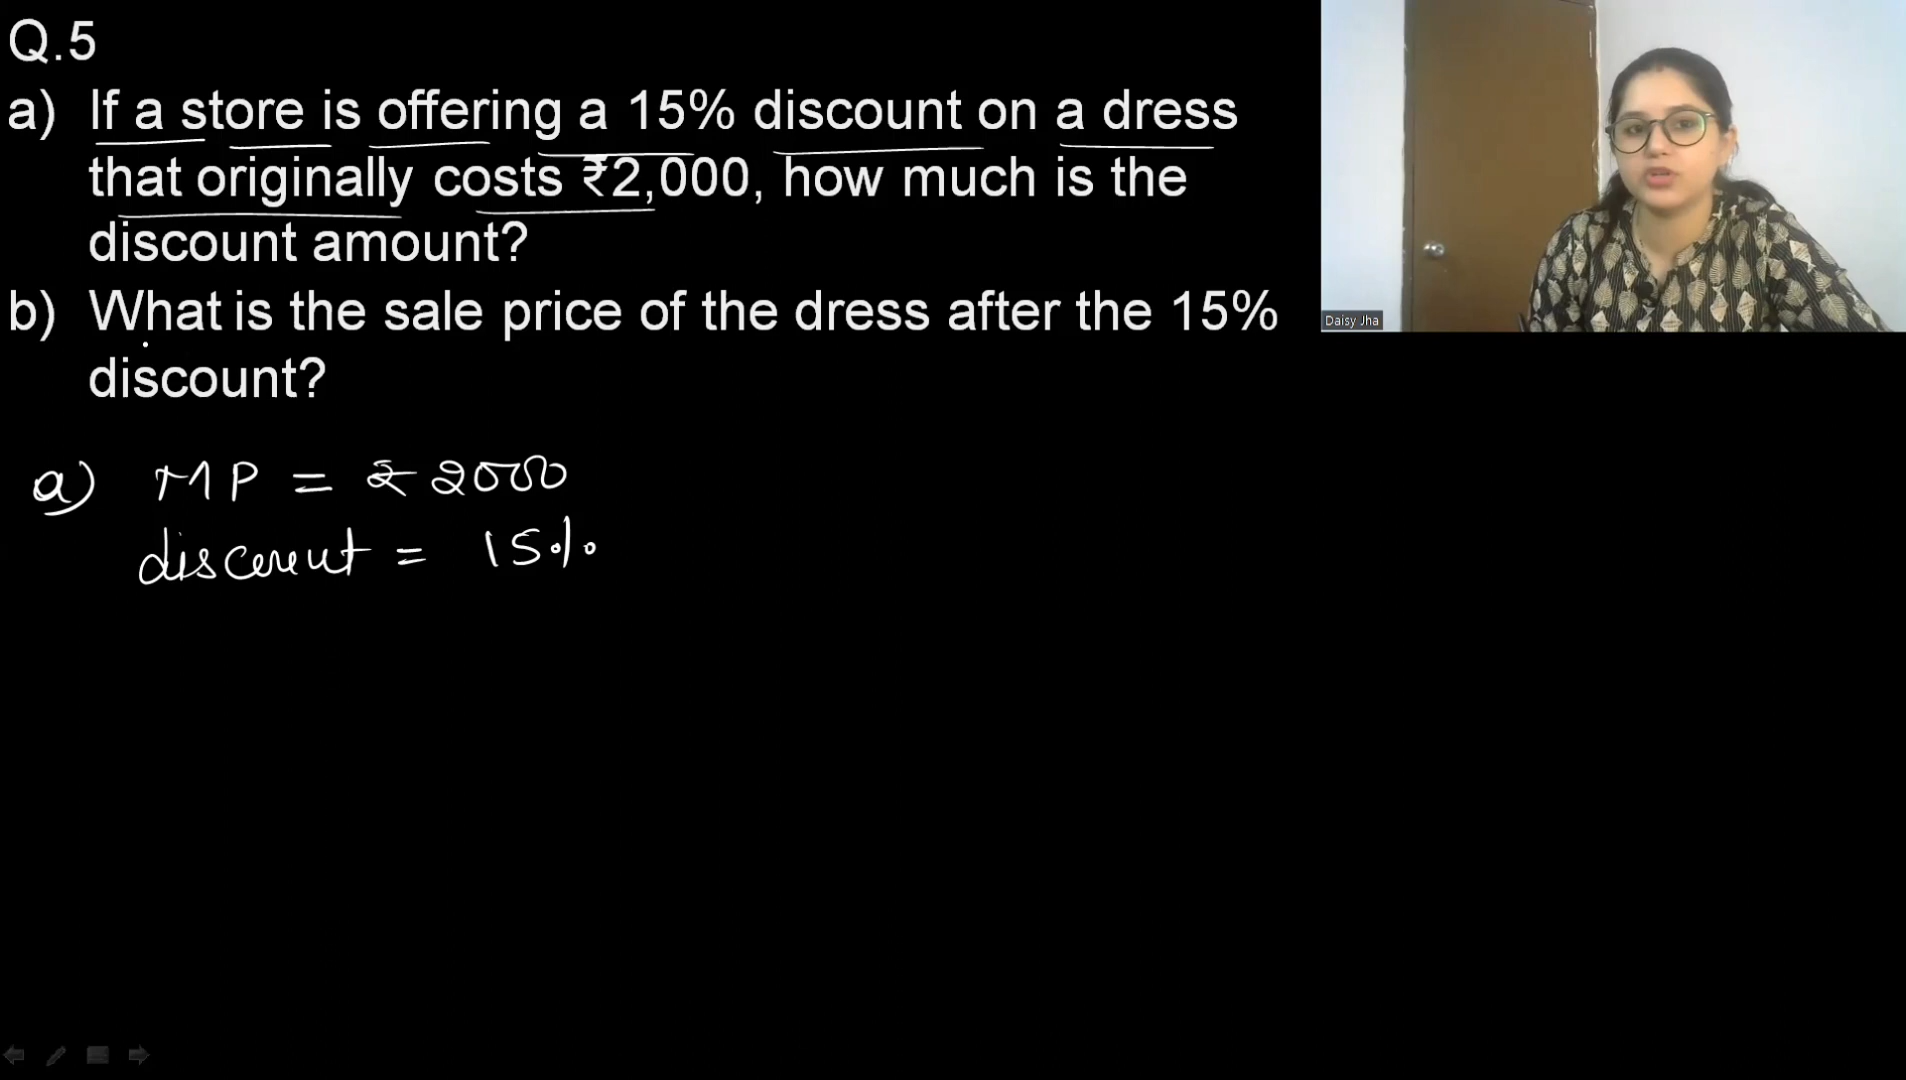 Q.5
a) If a store is offering a 15% discount on a dress
that originally costs ₹2,000, how much is the
discount amount?
b) What is the sale price of the dress after the 15%
discount?
Daisy Jha
a) MP = ₹ 2000
discount = 15%